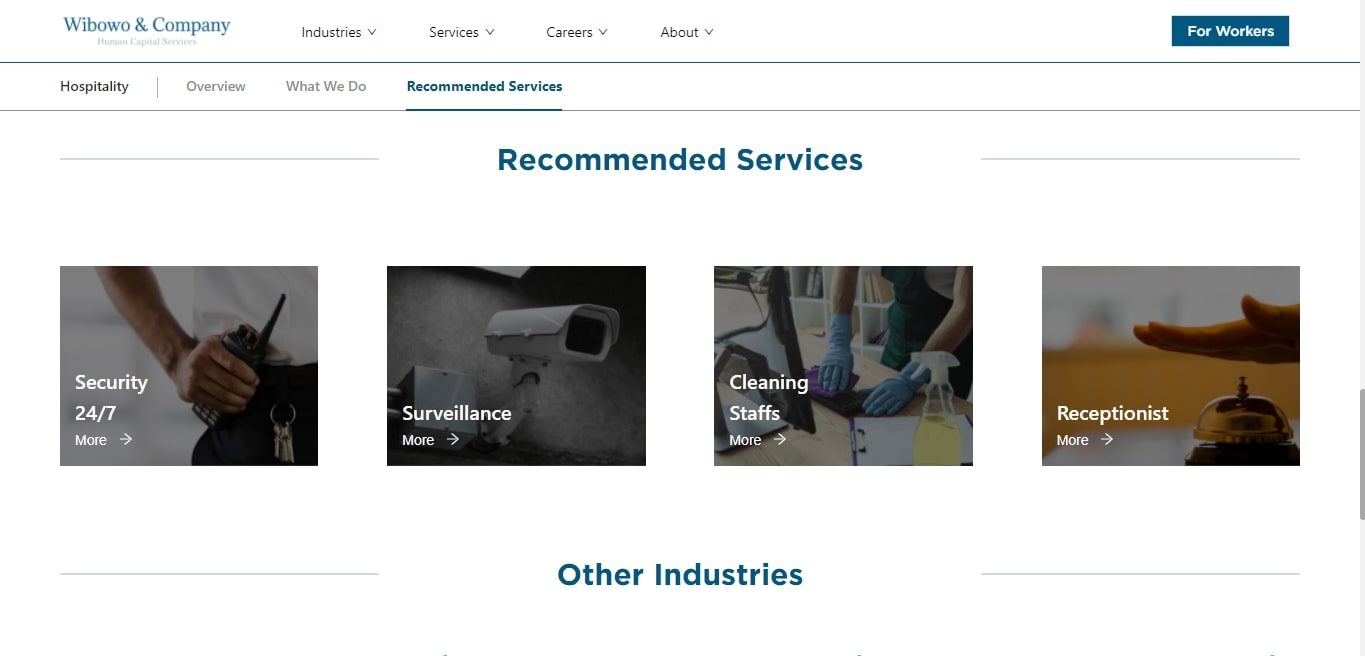 Wibowo & Company
Human Capital Services
Industries
Services
Careers
About
For Workers
Hospitality
Overview
What We Do
Recommended Services
Recommended Services
Security
24/7
More
Surveillance
More
Cleaning
Staffs
More
Receptionist
More
Other Industries